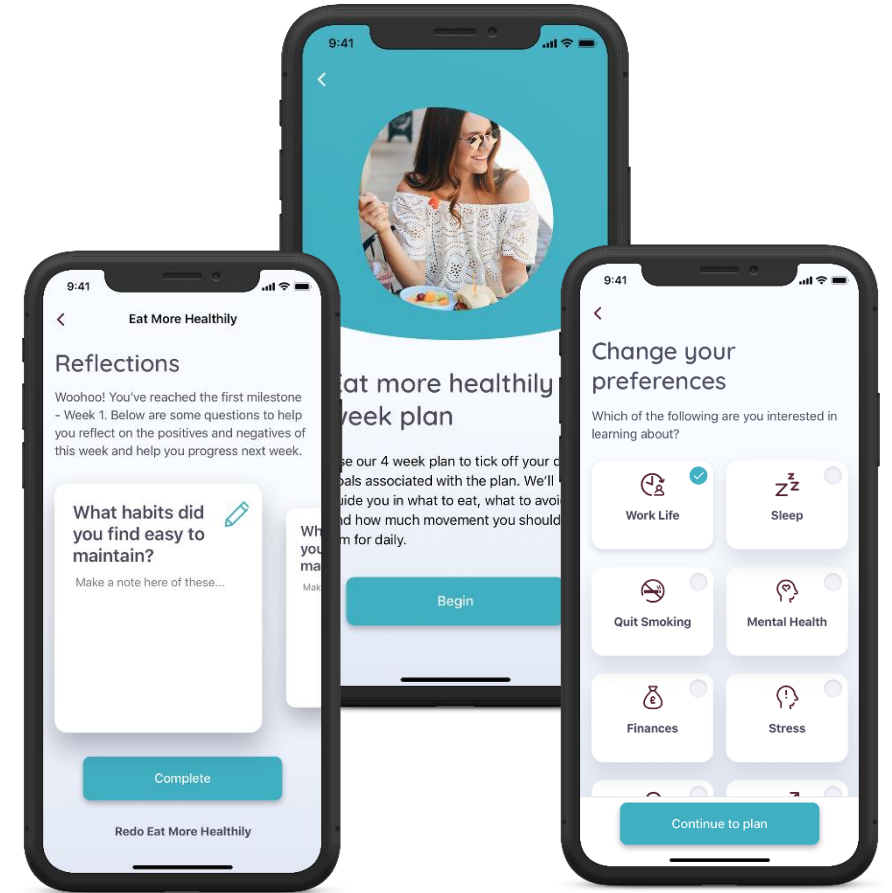 9:41
Eat More Healthily
Reflections
Woohoo! You've reached the first milestone
- Week 1. Below are some questions to help
you reflect on the positives and negatives of
this week and help you progress next week.
What habits did
you find easy to
maintain?
Make a note here of these...
Complete
Redo Eat More Healthily
9:41
more healthily
week plan
our 4 week plan to tick off your
associated with the plan. We'll
you in what to eat, what to
how much movement you should
for daily.
Begin
9:41
Change your
preferences
Which of the following are you interested in
learning about?
Work Life
z z z
Sleep
Quit Smoking
Mental Health
£
Finances
Stress
Continue to plan